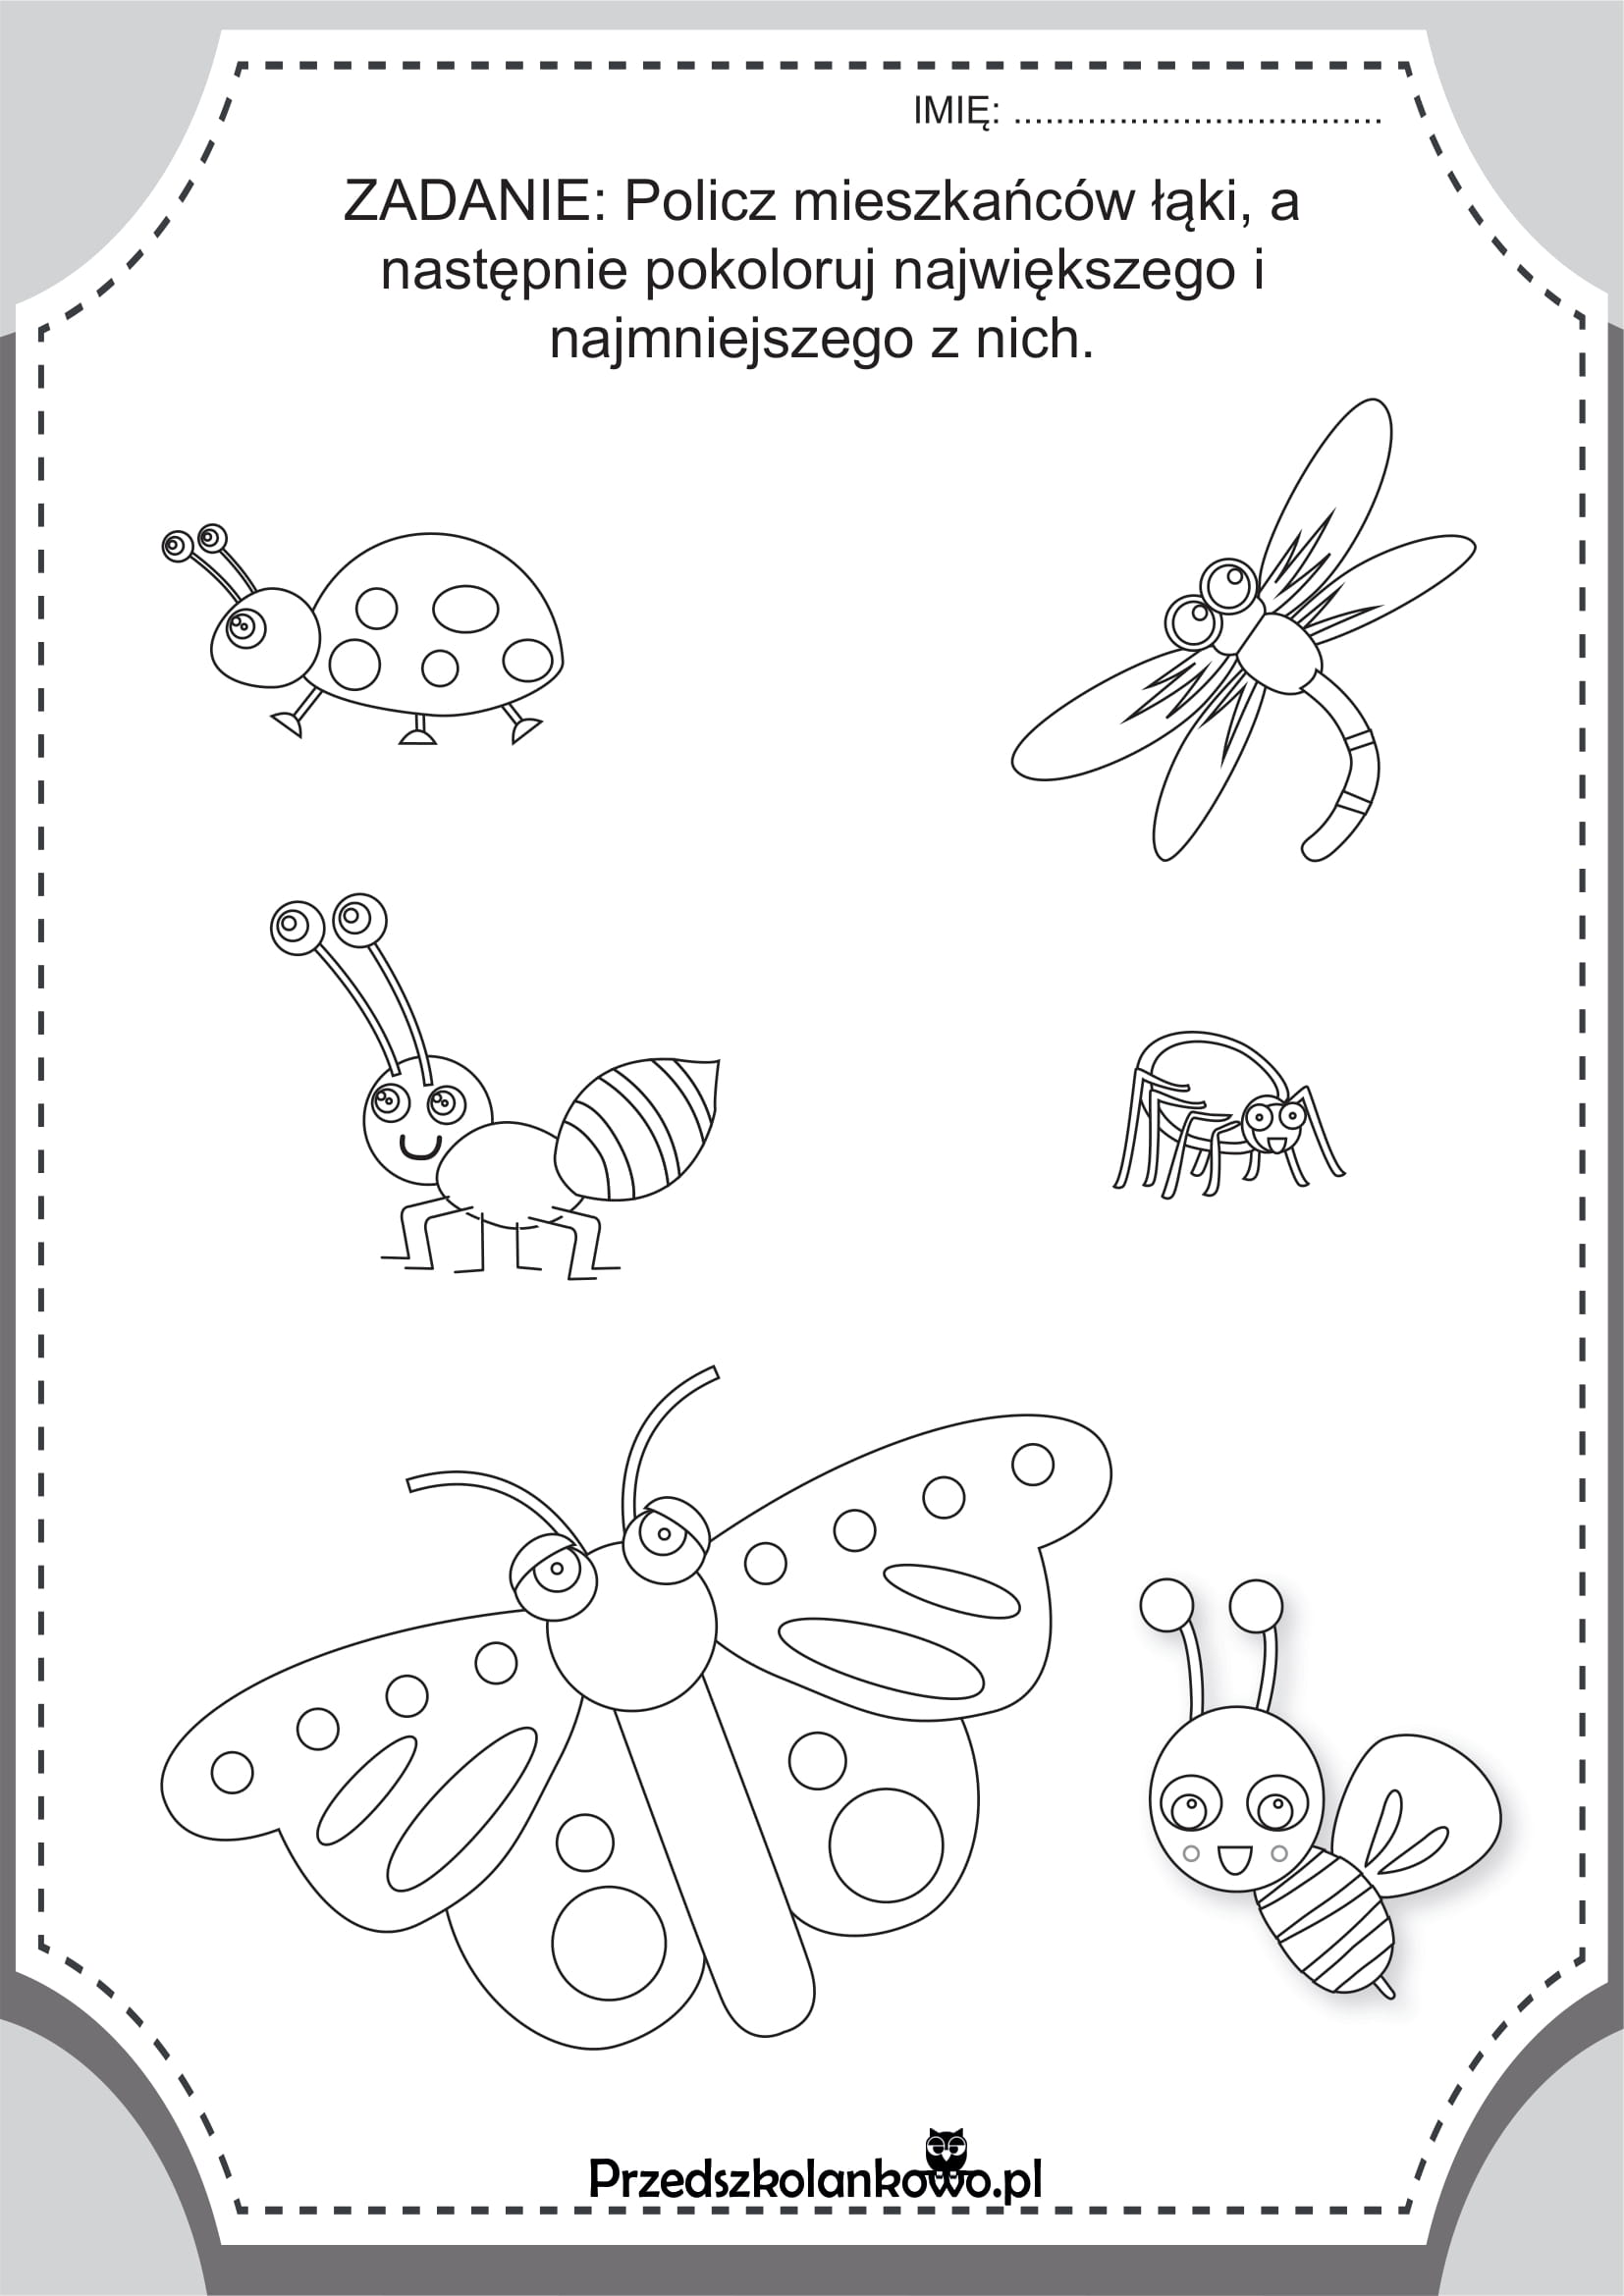 IMIĘ: ...................................
ZADANIE: Policz mieszkańców łąki, a
następnie pokoloruj największego i
najmniejszego z nich.
Przedszkolankowo.pl